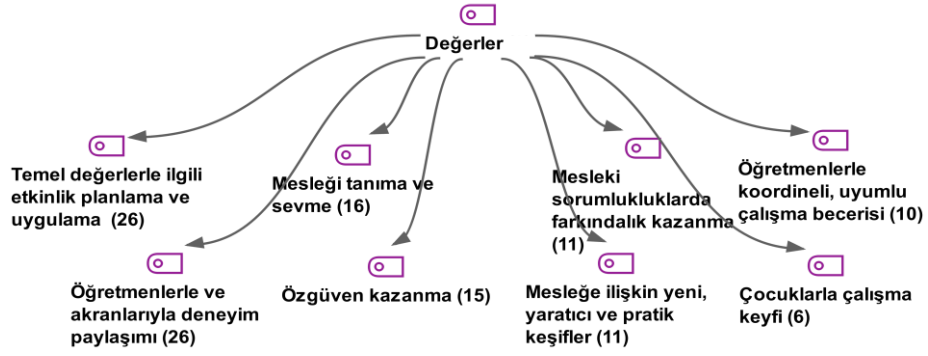 Değerler
Temel değerlerle ilgili
etkinlik planlama ve
uygulama (26)
Mesleği tanıma ve
sevme (16)
Mesleki
sorumlukluklarda
farkındalık kazanma
(11)
Öğretmenlerle
koordineli, uyumlu
çalışma becerisi (10)
Öğretmenlerle ve
akranlarıyla deneyim
paylaşımı (26)
Özgüven kazanma (15)
Mesleğe ilişkin yeni,
yaratıcı ve pratik
keşifler (11)
Çocuklarla çalışma
keyfi (6)